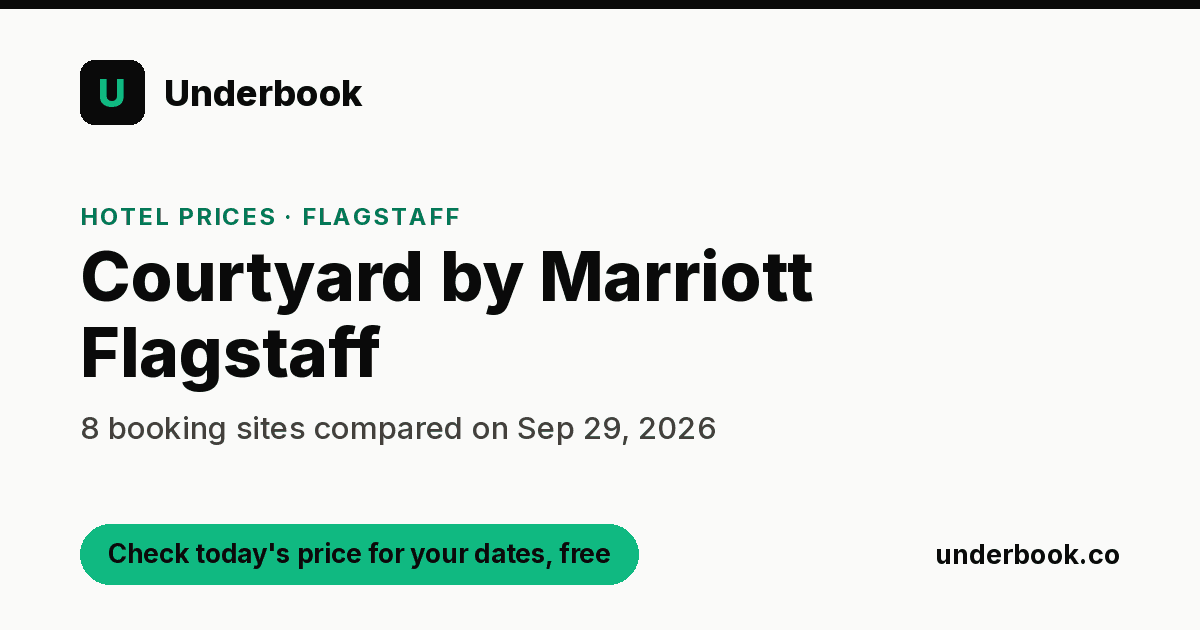 U Underbook
HOTEL PRICES · FLAGSTAFF
Courtyard by Marriott
Flagstaff
8 booking sites compared on Sep 29, 2026
Check today's price for your dates, free
underbook.co